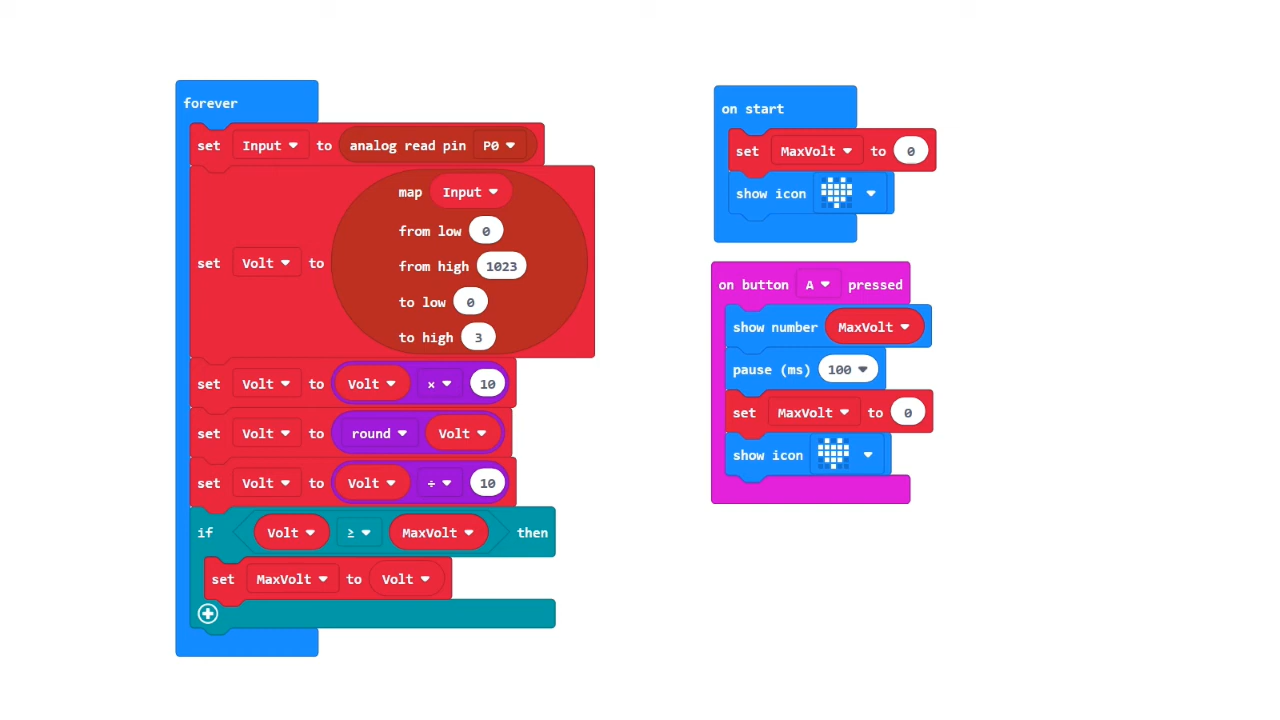 forever
set Input to analog read pin P0
set Volt to map Input
from low 0
from high 1023
to low 0
to high 3
set Volt to Volt × 10
set Volt to round Volt
set Volt to Volt ÷ 10
if Volt ≥ MaxVolt then
set MaxVolt to Volt
on start
set MaxVolt to 0
show icon
on button A pressed
show number MaxVolt
pause (ms) 100
set MaxVolt to 0
show icon